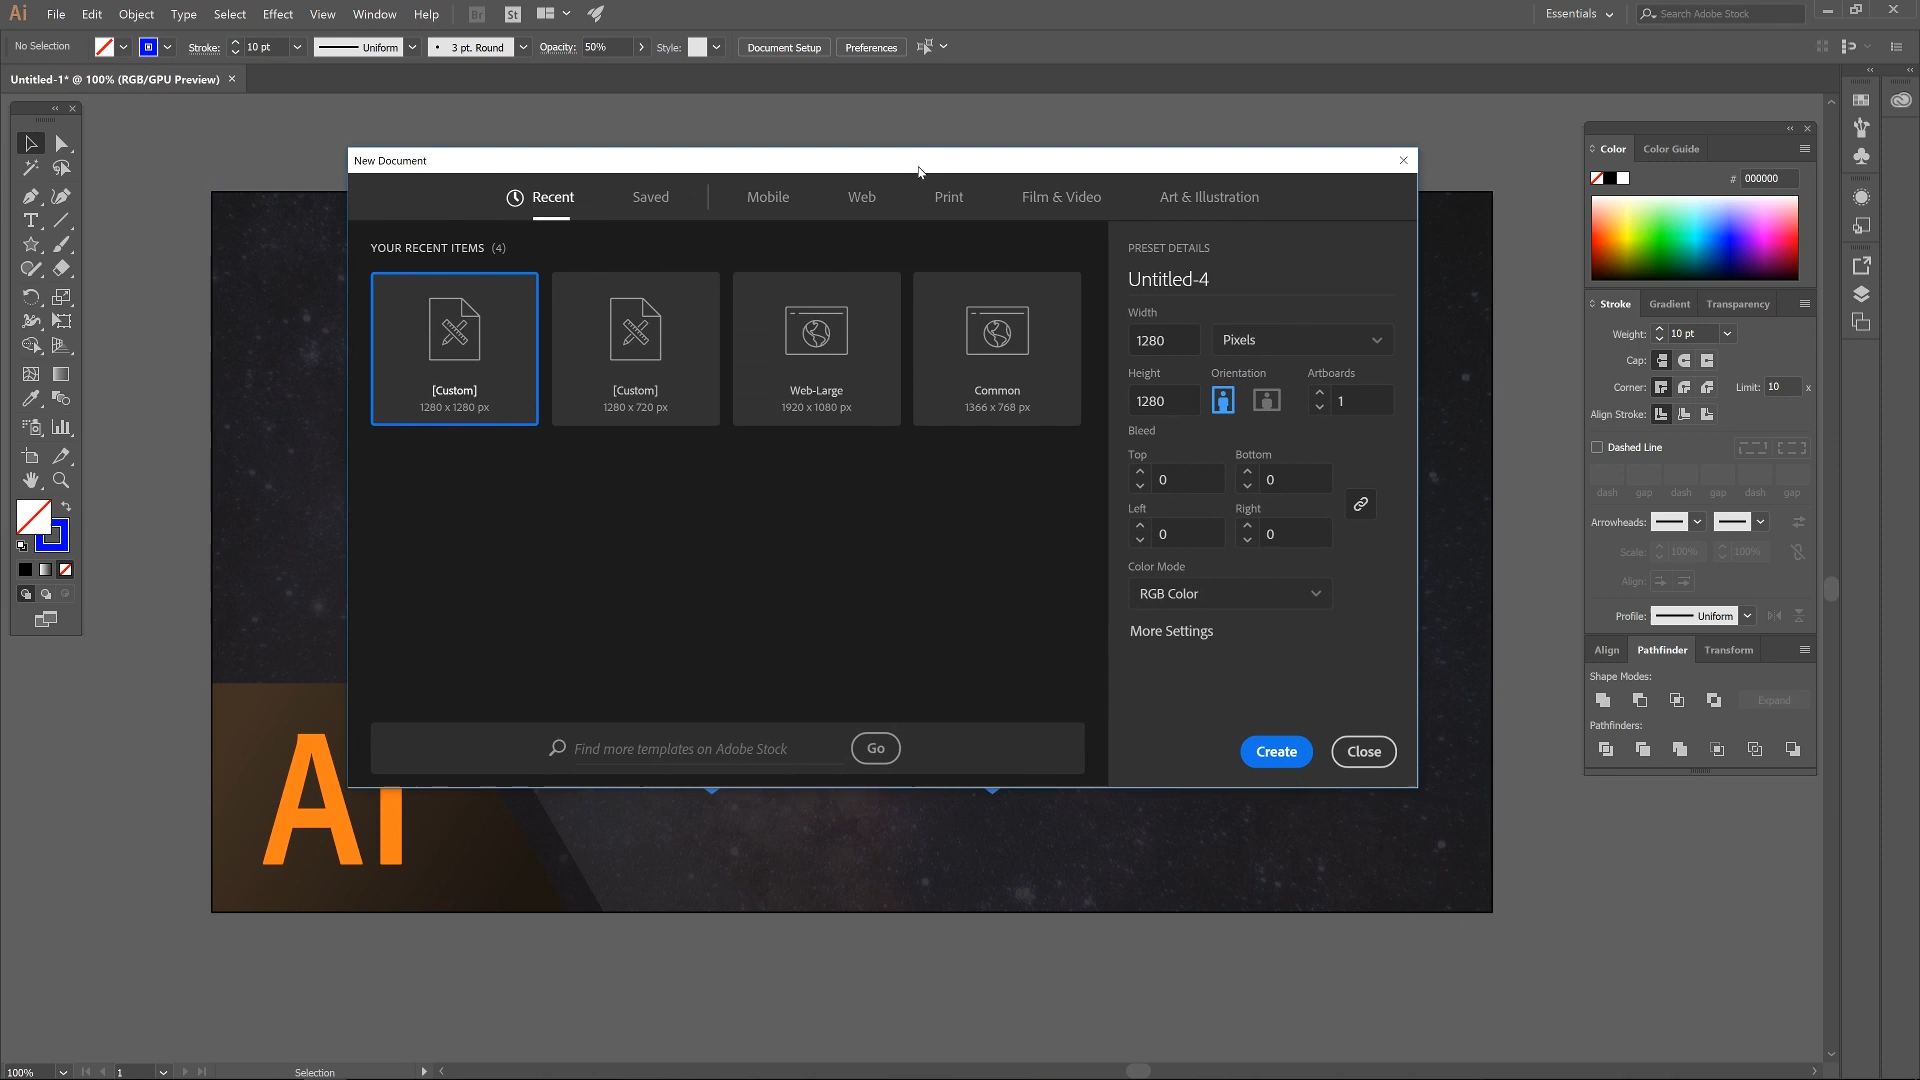 Ai File Edit Object Type Select Effect View Window Help Br St Essentials Search Adobe Stock
No Selection Stroke: 10 pt Uniform 3 pt. Round Opacity: 50% Style: Document Setup Preferences
Untitled-1* @ 100% (RGB/GPU Preview)
New Document
Recent Saved Mobile Web Print Film & Video Art & Illustration
YOUR RECENT ITEMS (4)
[Custom]
1280 x 1280 px
[Custom]
1280 x 720 px
Web-Large
1920 x 1080 px
Common
1366 x 768 px
Find more templates on Adobe Stock Go
PRESET DETAILS
Untitled-4
Width
1280 Pixels
Height Orientation Artboards
1280 1
Bleed
Top Bottom
0 0
Left Right
0 0
Color Mode
RGB Color
More Settings
Create Close
Ai
Color Color Guide
# 000000
Stroke Gradient Transparency
Weight: 10 pt
Cap:
Corner: Limit: 10 x
Align Stroke:
Dashed Line
dash gap dash gap dash gap
Arrowheads:
Scale: 100% 100%
Align:
Profile: Uniform
Align Pathfinder Transform
Shape Modes:
Expand
Pathfinders:
100% 1 Selection